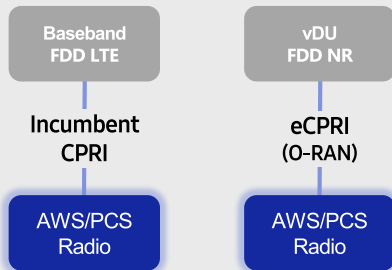 Baseband
FDD LTE
Incumbent
CPRI
AWS/PCS
Radio
vDU
FDD NR
eCPRI
(O-RAN)
AWS/PCS
Radio